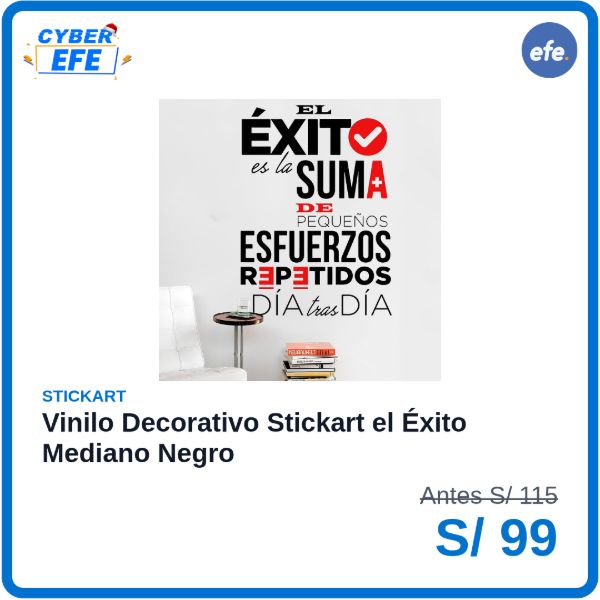 CYBER
EFE
efe.
EL
ÉXITO
es la
SUMA
DE
PEQUEÑOS
ESFUERZOS
REPETIDOS
DÍA tras DÍA
STICKART
Vinilo Decorativo Stickart el Éxito
Mediano Negro
Antes S/ 115
S/ 99